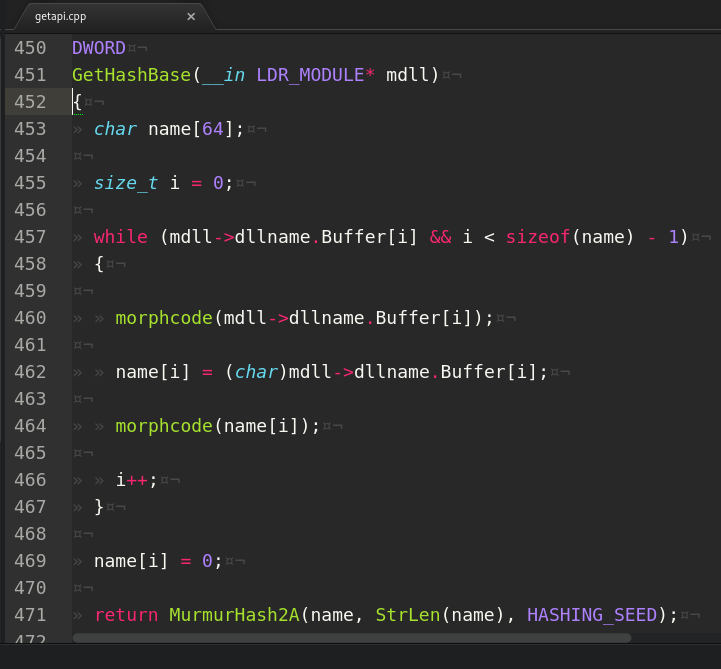 getapi.cpp ×
450 DWORD¤¬
451 GetHashBase(__in LDR_MODULE* mdll)¤¬
452 {¤¬
453 » char name[64];¤¬
454 ¤¬
455 » size_t i = 0;¤¬
456 ¤¬
457 » while (mdll->dllname.Buffer[i] && i < sizeof(name) - 1)¤¬
458 » {¤¬
459 ¤¬
460 » » morphcode(mdll->dllname.Buffer[i]);¤¬
461 ¤¬
462 » » name[i] = (char)mdll->dllname.Buffer[i];¤¬
463 ¤¬
464 » » morphcode(name[i]);¤¬
465 ¤¬
466 » » i++;¤¬
467 » }¤¬
468 ¤¬
469 » name[i] = 0;¤¬
470 ¤¬
471 » return MurmurHash2A(name, StrLen(name), HASHING_SEED);¤¬
472